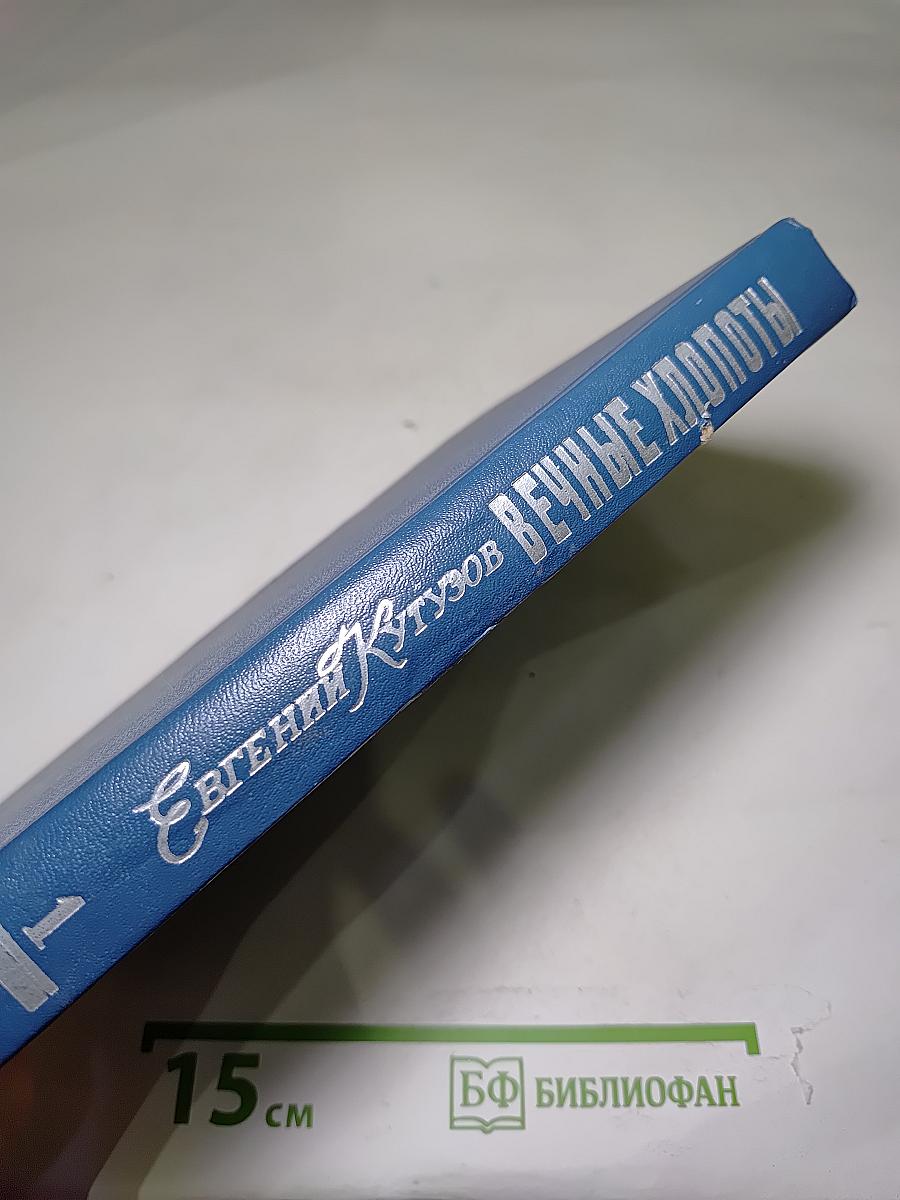 Евгений Кутузов ВЕЧНЫЕ ХЛОПОТЫ
1
15 см
БФ БИБЛИОФАН